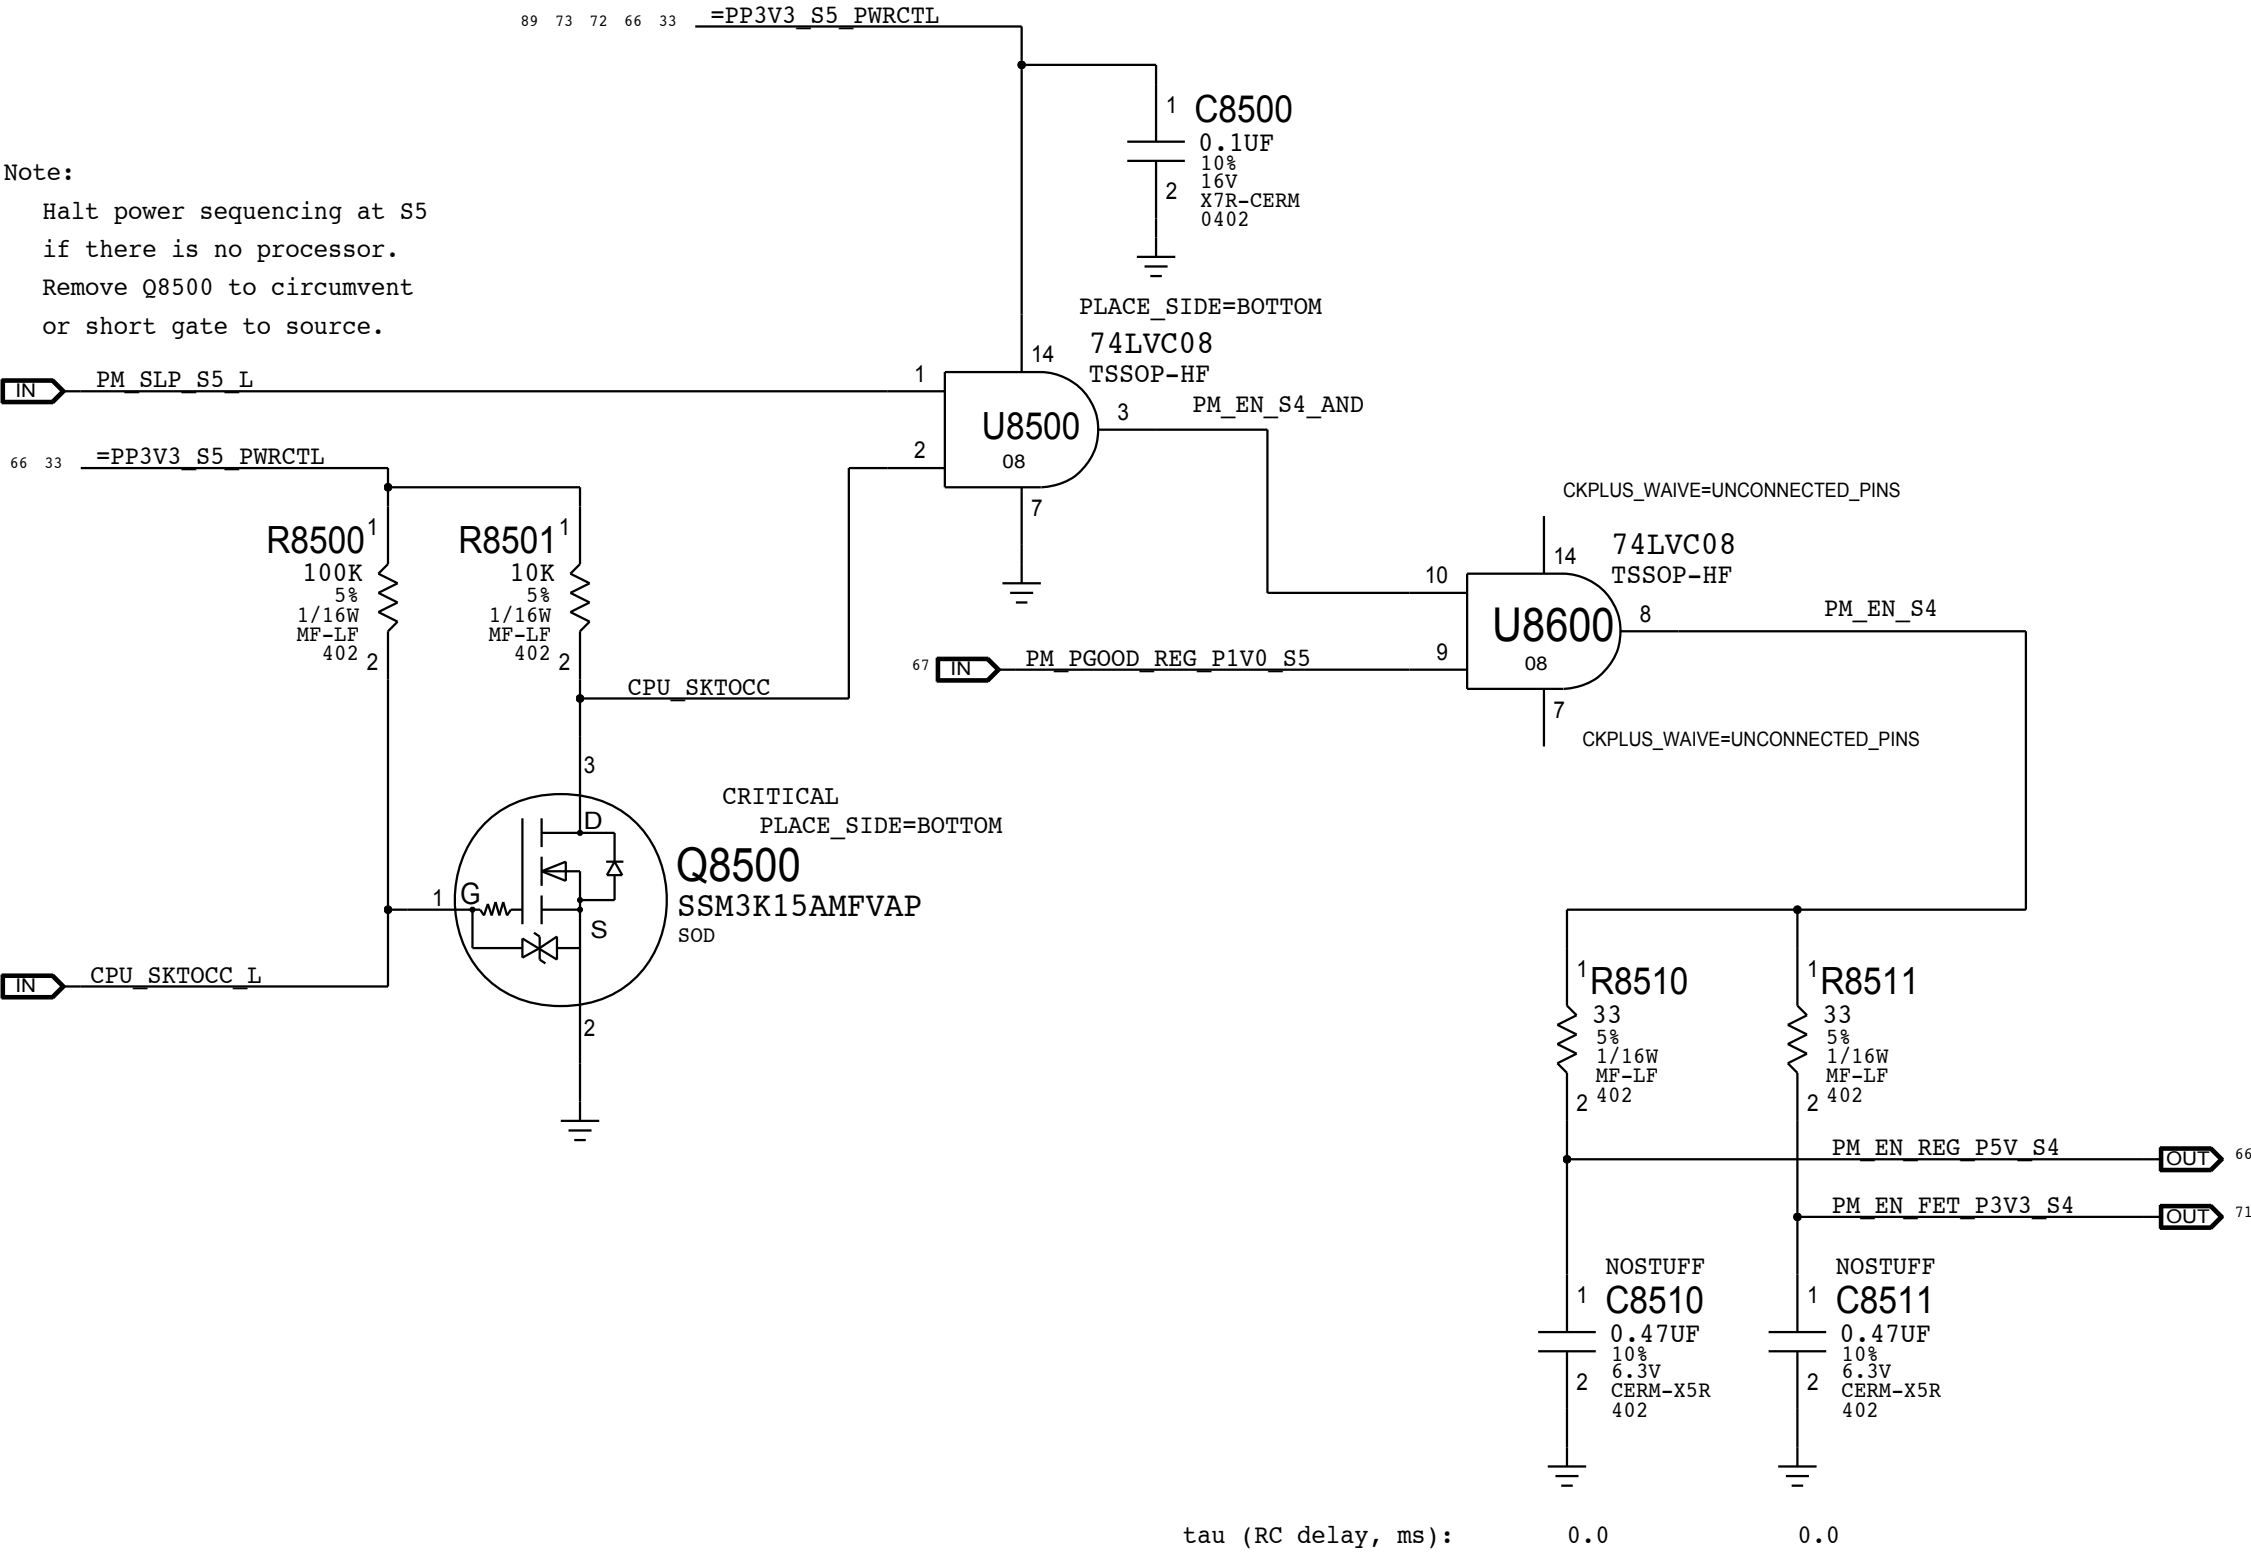 89 73 72 66 33 =PP3V3_S5_PWRCTL
1 C8500
0.1UF
10%
16V
2 X7R-CERM
0402
Note:
Halt power sequencing at S5
if there is no processor.
Remove Q8500 to circumvent
or short gate to source.
PLACE_SIDE=BOTTOM
74LVC08
TSSOP-HF
14
IN PM_SLP_S5_L 1
U8500
08
3 PM_EN_S4_AND
66 33 =PP3V3_S5_PWRCTL
2
7
R8500 1
100K
5%
1/16W
MF-LF
402 2
R8501 1
10K
5%
1/16W
MF-LF
402 2
CKPLUS_WAIVE=UNCONNECTED_PINS
14 74LVC08
TSSOP-HF
10
U8600
08
8 PM_EN_S4
67 IN PM_PGOOD_REG_P1V0_S5 9
7
CKPLUS_WAIVE=UNCONNECTED_PINS
CPU_SKTOCC
3
CRITICAL
PLACE_SIDE=BOTTOM
D
Q8500
1 G
SSM3K15AMFVAP
S SOD
IN CPU_SKTOCC_L
2
1 R8510
33
5%
1/16W
MF-LF
2 402
1 R8511
33
5%
1/16W
MF-LF
2 402
PM_EN_REG_P5V_S4 OUT 66
PM_EN_FET_P3V3_S4 OUT 71
NOSTUFF
1 C8510
0.47UF
10%
6.3V
2 CERM-X5R
402
NOSTUFF
1 C8511
0.47UF
10%
6.3V
2 CERM-X5R
402
tau (RC delay, ms): 0.0 0.0